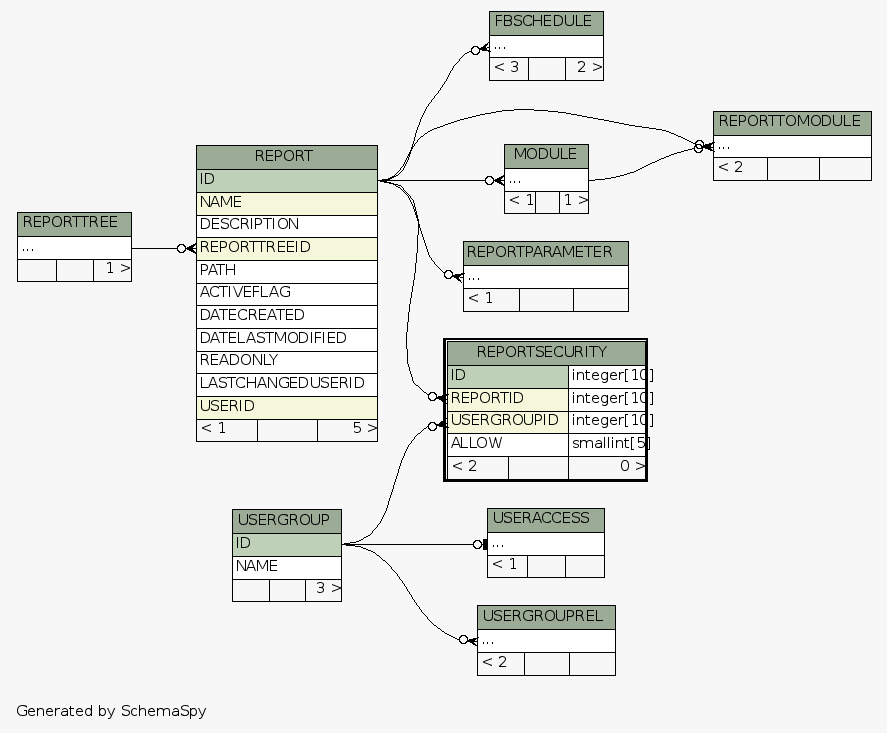 FBSCHEDULE
...
< 3 2 >
REPORTTOMODULE
...
< 2
MODULE
...
< 1 1 >
REPORT
ID
NAME
DESCRIPTION
REPORTTREEID
PATH
ACTIVEFLAG
DATECREATED
DATELASTMODIFIED
READONLY
LASTCHANGEDUSERID
USERID
< 1 5 >
REPORTTREE
...
1 >
REPORTPARAMETER
...
< 1
REPORTSECURITY
ID integer[10]
REPORTID integer[10]
USERGROUPID integer[10]
ALLOW smallint[5]
< 2 0 >
USERGROUP
ID
NAME
3 >
USERACCESS
...
< 1
USERGROUPREL
...
< 2
Generated by SchemaSpy